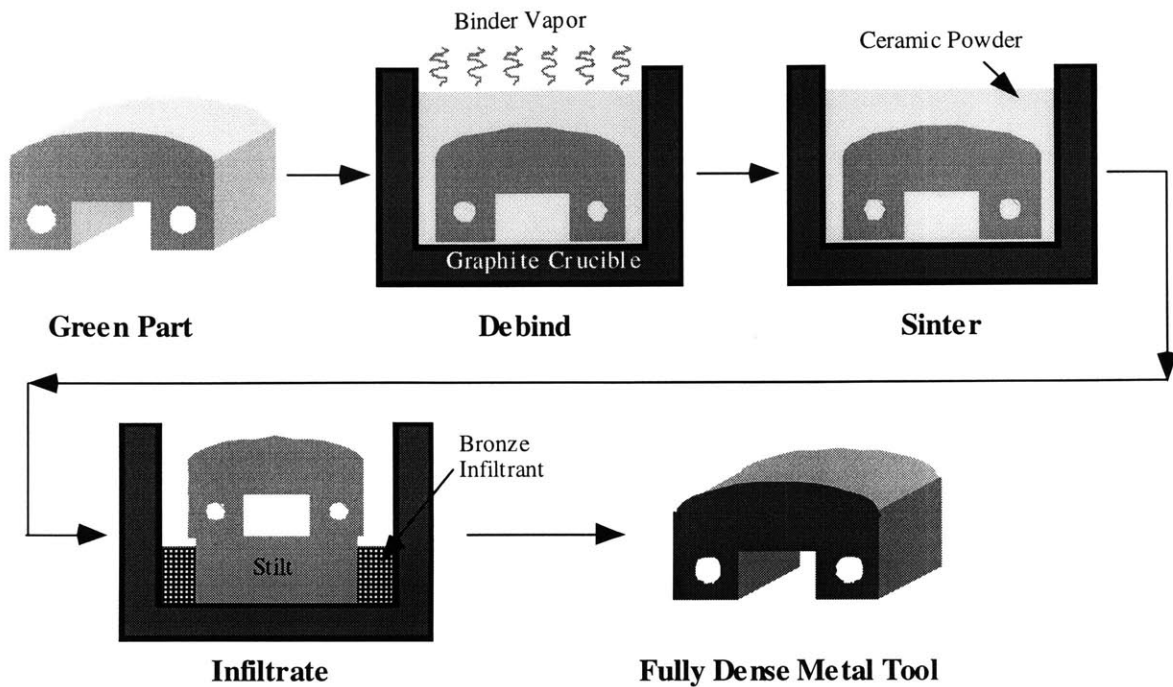 Binder Vapor
Ceramic Powder
Graphite Crucible
Green Part
Debind
Sinter
Bronze
Infiltrant
Stilt
Infiltrate
Fully Dense Metal Tool